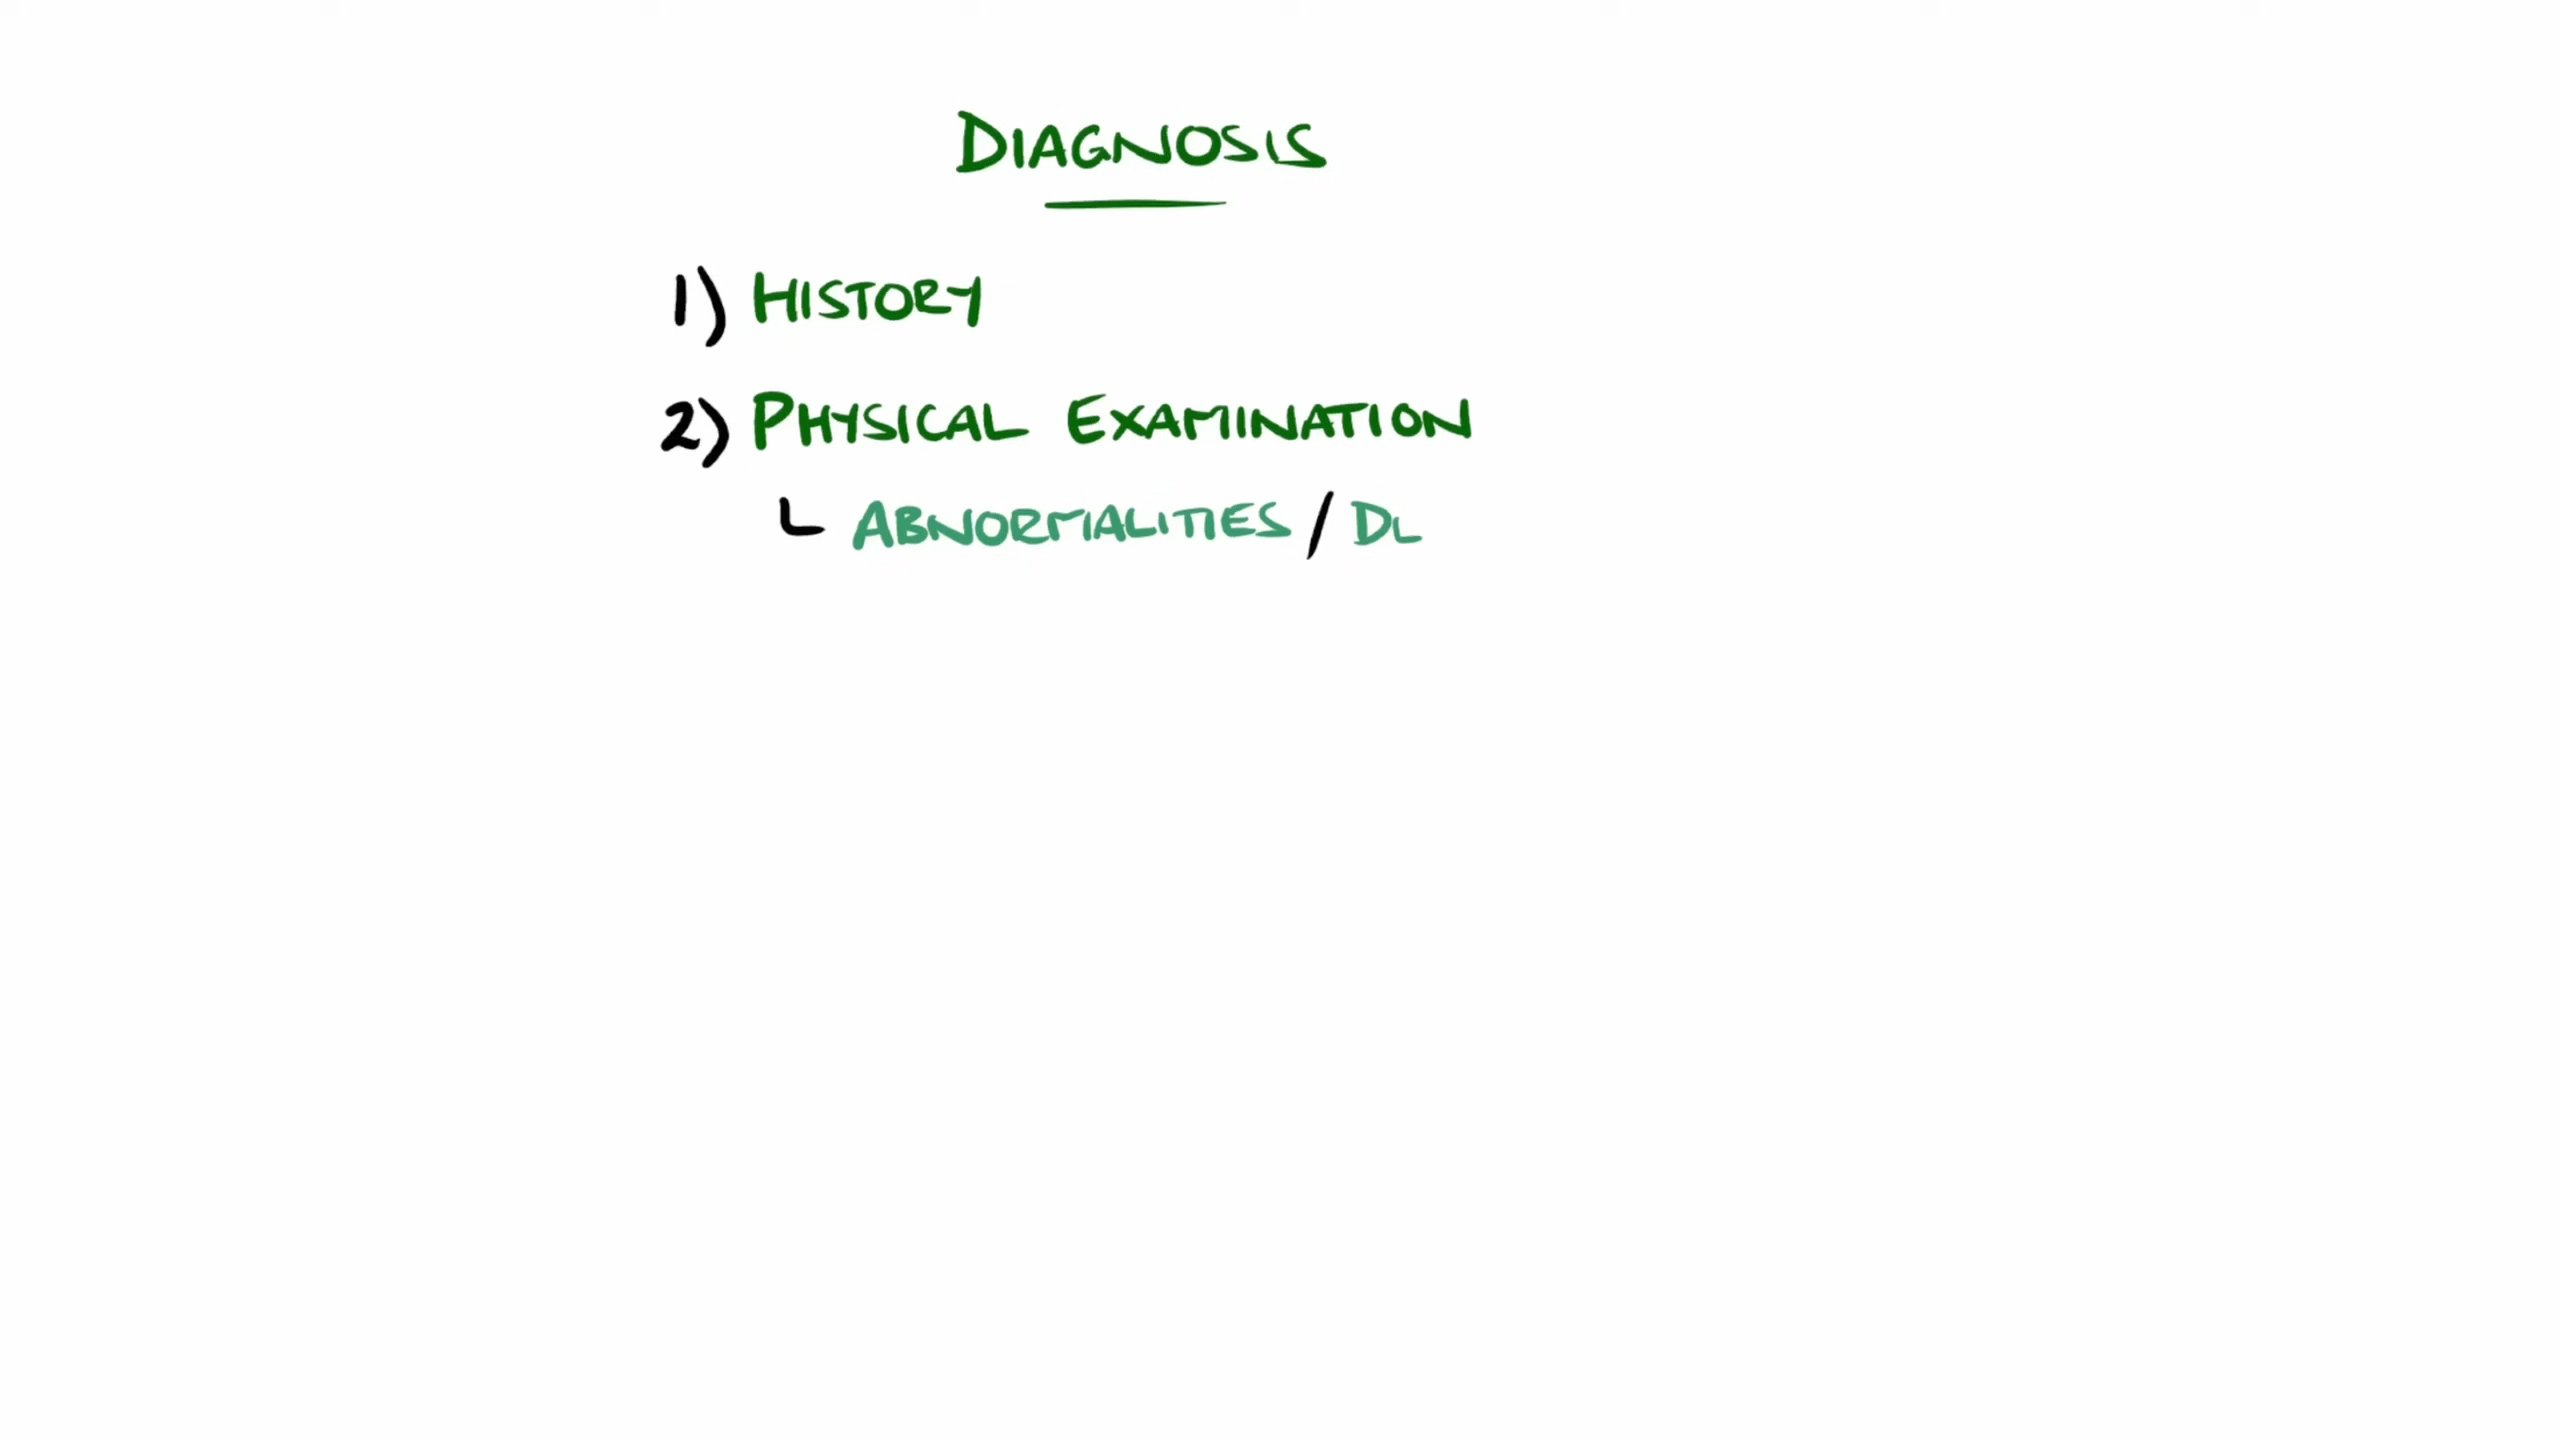 DIAGNOSIS
1) HISTORY
2) PHYSICAL EXAMINATION
ABNORMALITIES / DL